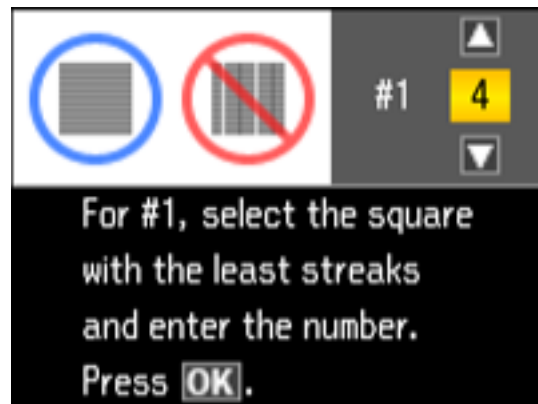 #1 4
For #1, select the square
with the least streaks
and enter the number.
Press OK.